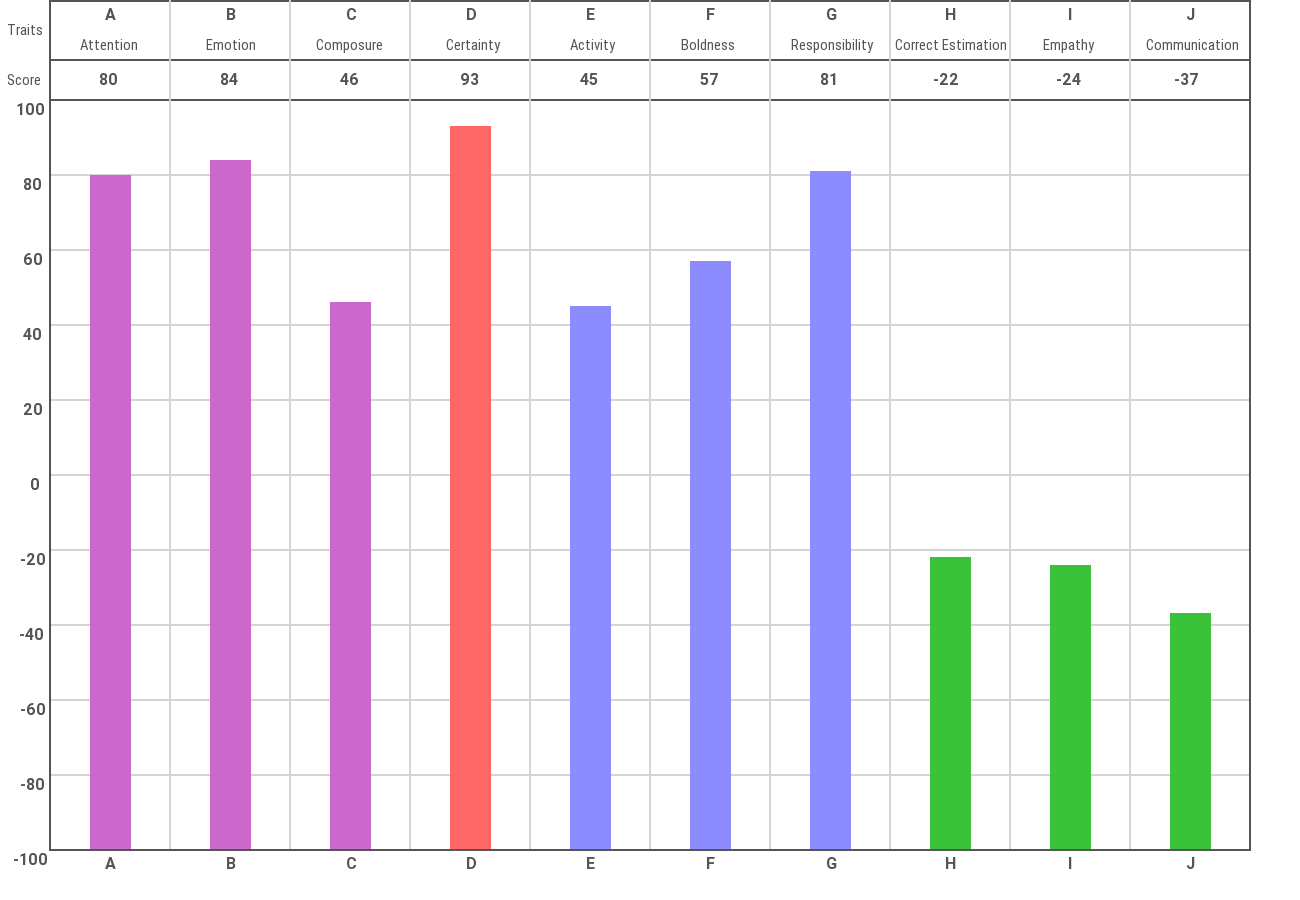 Traits A B C D E F G H I J
Attention Emotion Composure Certainty Activity Boldness Responsibility Correct Estimation Empathy Communication
Score 80 84 46 93 45 57 81 -22 -24 -37
100
80
60
40
20
0
-20
-40
-60
-80
-100
A B C D E F G H I J